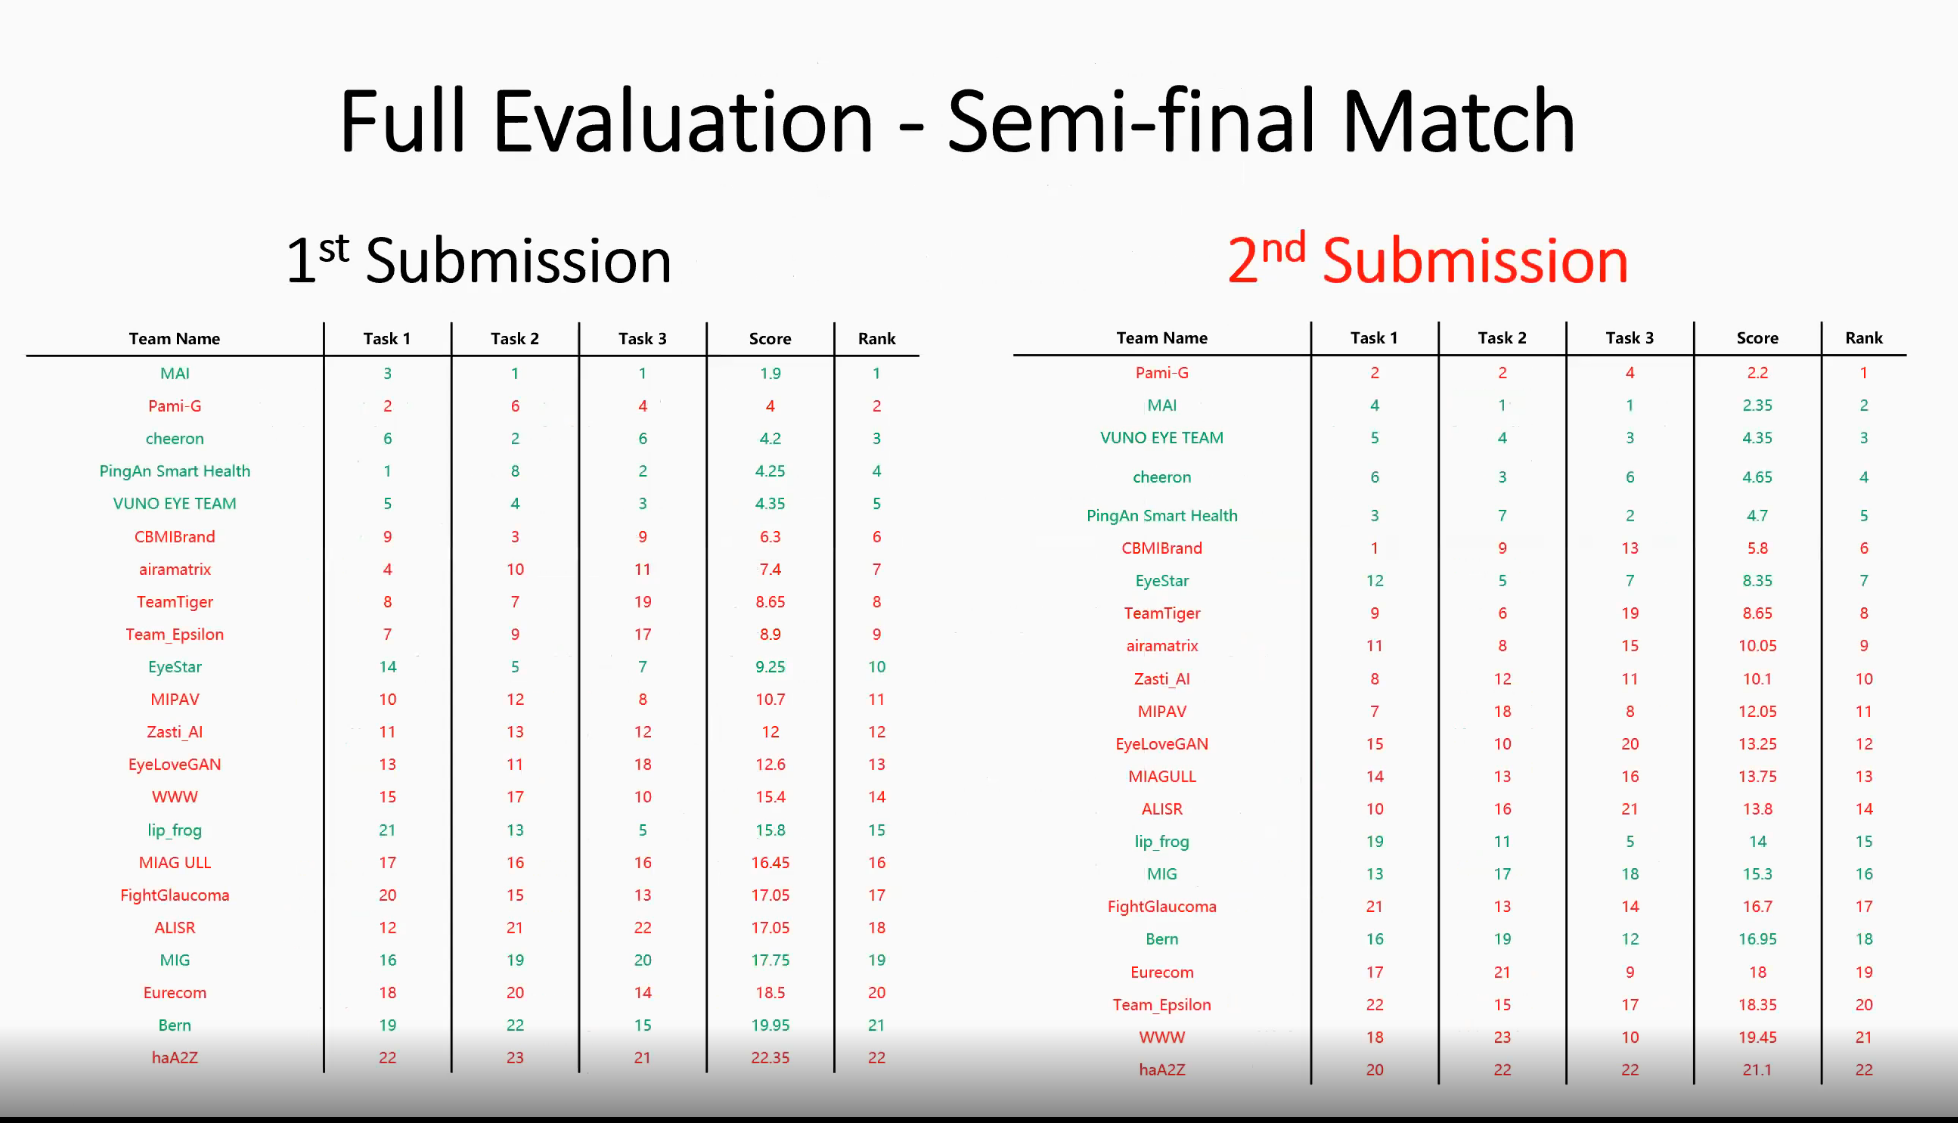 Full Evaluation - Semi-final Match
1st Submission
Team Name Task 1 Task 2 Task 3 Score Rank
MAI 3 1 1 1.9 1
Pami-G 2 6 4 4 2
cheeron 6 2 6 4.2 3
PingAn Smart Health 1 8 2 4.25 4
VUNO EYE TEAM 5 4 3 4.35 5
CBMIBrand 9 3 9 6.3 6
airamatrix 4 10 11 7.4 7
TeamTiger 8 7 19 8.65 8
Team_Epsilon 7 9 17 8.9 9
EyeStar 14 5 7 9.25 10
MIPAV 10 12 8 10.7 11
Zasti_AI 11 13 12 12 12
EyeLoveGAN 13 11 18 12.6 13
WWW 15 17 10 15.4 14
lip_frog 21 13 5 15.8 15
MIAG ULL 17 16 16 16.45 16
FightGlaucoma 20 15 13 17.05 17
ALISR 12 21 22 17.05 18
MIG 16 19 20 17.75 19
Eurecom 18 20 14 18.5 20
Bern 19 22 15 19.95 21
haA2Z 22 23 21 22.35 22
2nd Submission
Team Name Task 1 Task 2 Task 3 Score Rank
Pami-G 2 2 4 2.2 1
MAI 4 1 1 2.35 2
VUNO EYE TEAM 5 4 3 4.35 3
cheeron 6 3 6 4.65 4
PingAn Smart Health 3 7 2 4.7 5
CBMIBrand 1 9 13 5.8 6
EyeStar 12 5 7 8.35 7
TeamTiger 9 6 19 8.65 8
airamatrix 11 8 15 10.05 9
Zasti_AI 8 12 11 10.1 10
MIPAV 7 18 8 12.05 11
EyeLoveGAN 15 10 20 13.25 12
MIAGULL 14 13 16 13.75 13
ALISR 10 16 21 13.8 14
lip_frog 19 11 5 14 15
MIG 13 17 18 15.3 16
FightGlaucoma 21 13 14 16.7 17
Bern 16 19 12 16.95 18
Eurecom 17 21 9 18 19
Team_Epsilon 22 15 17 18.35 20
WWW 18 23 10 19.45 21
haA2Z 20 22 22 21.1 22